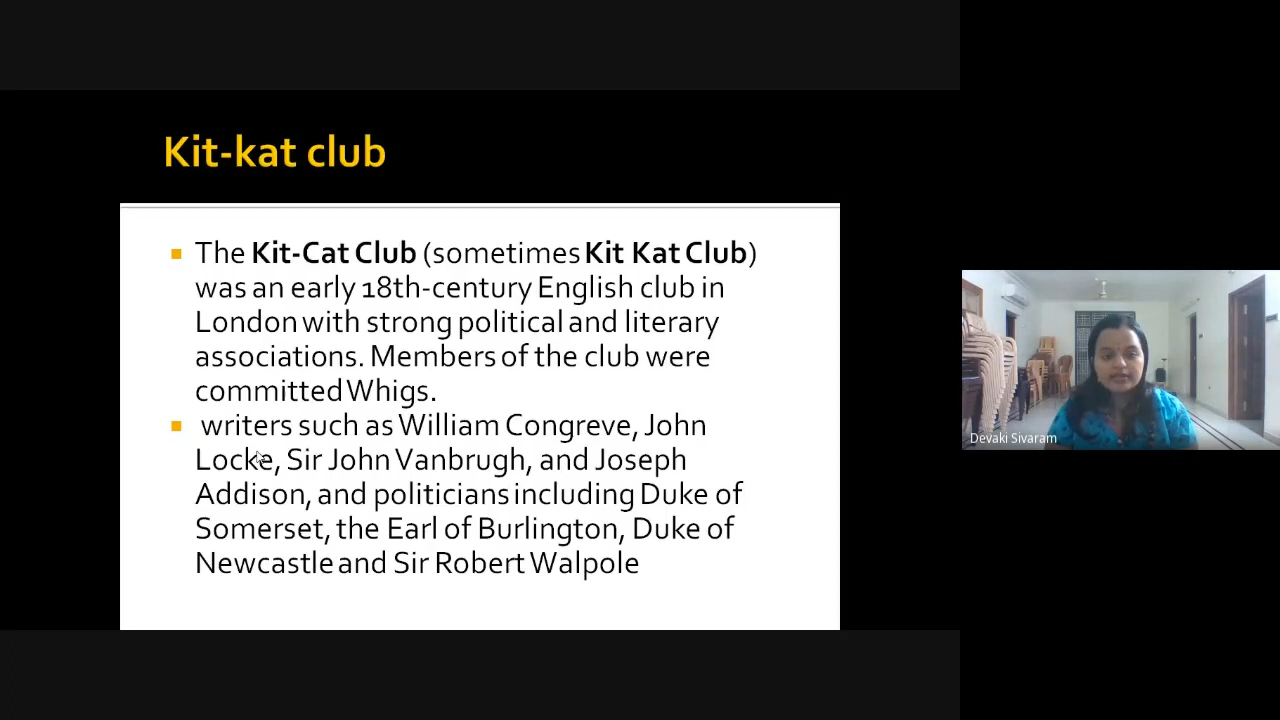 Kit-kat club
The Kit-Cat Club (sometimes Kit Kat Club)
was an early 18th-century English club in
London with strong political and literary
associations. Members of the club were
committed Whigs.
writers such as William Congreve, John
Locke, Sir John Vanbrugh, and Joseph
Addison, and politicians including Duke of
Somerset, the Earl of Burlington, Duke of
Newcastle and Sir Robert Walpole
Devaki Sivaram